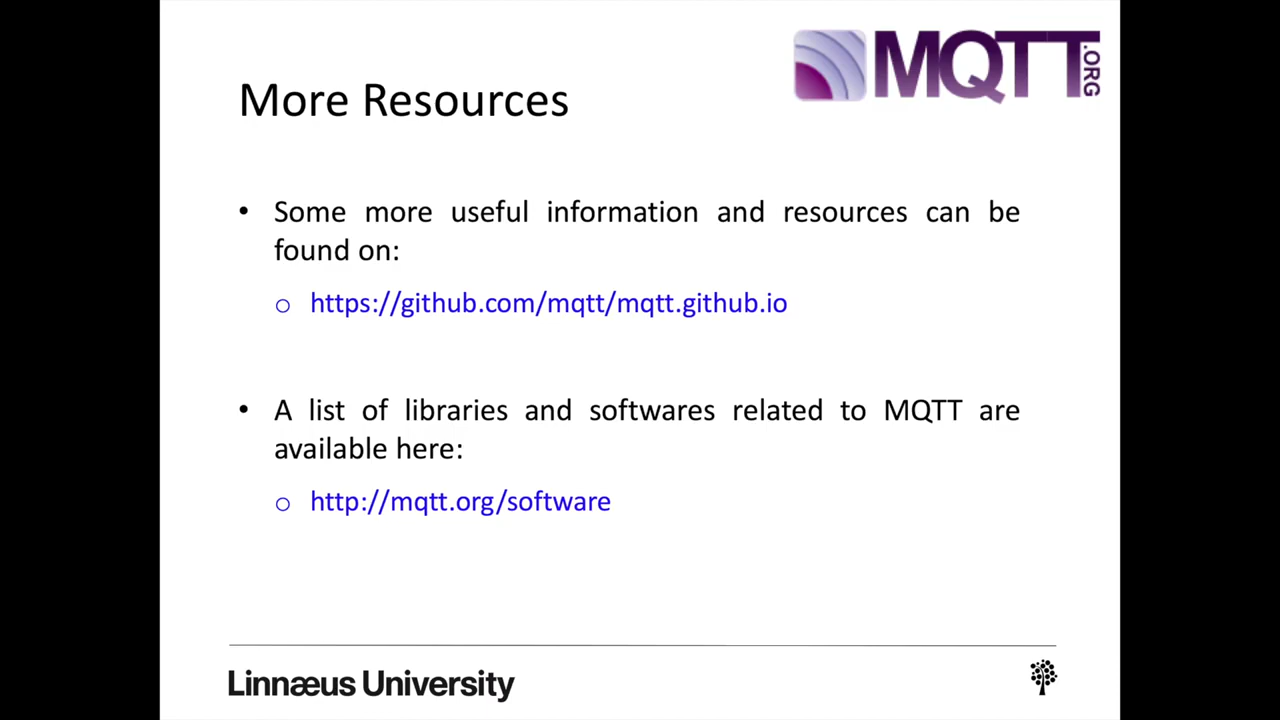 MQTT.ORG
More Resources
• Some more useful information and resources can be
found on:
o https://github.com/mqtt/mqtt.github.io
• A list of libraries and softwares related to MQTT are
available here:
o http://mqtt.org/software
Linnæus University